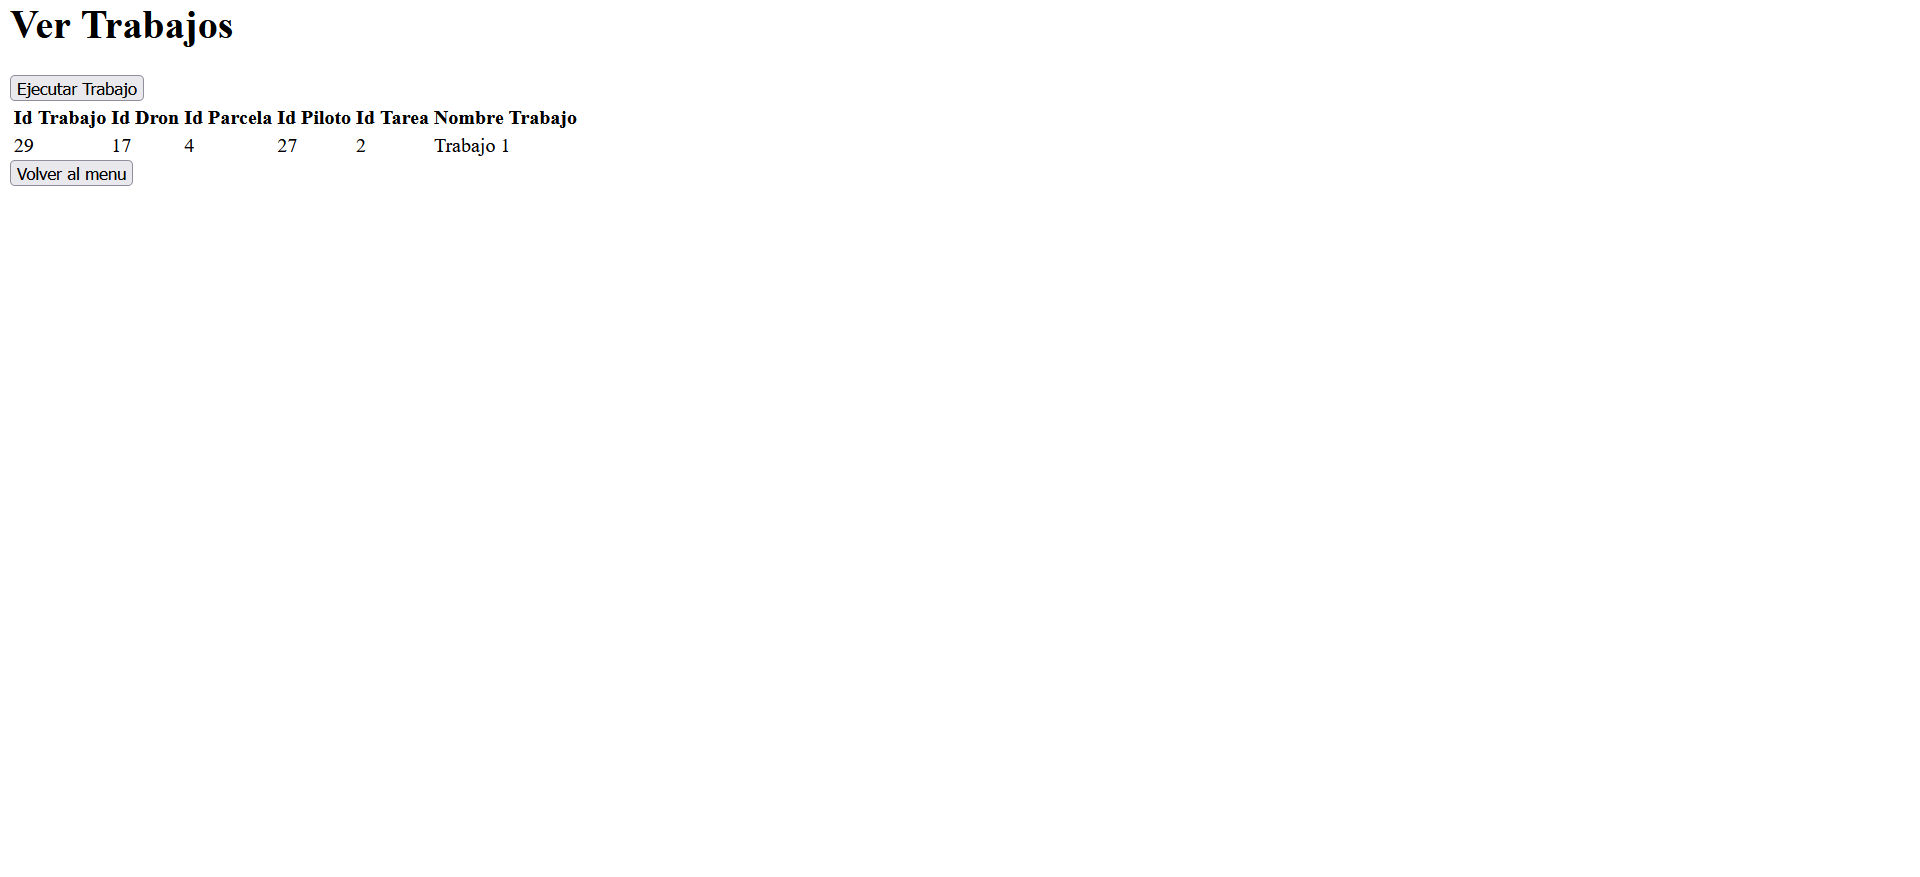 Ver Trabajos
Ejecutar Trabajo
Id Trabajo Id Dron Id Parcela Id Piloto Id Tarea Nombre Trabajo
29 17 4 27 2 Trabajo 1
Volver al menu